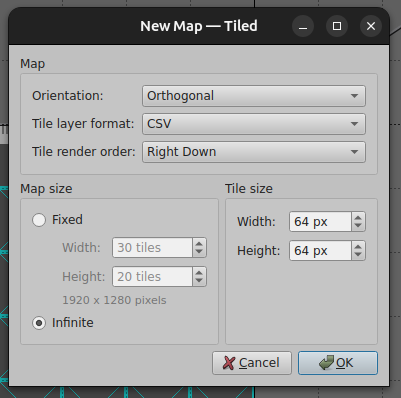 New Map — Tiled
Map
Orientation: Orthogonal
Tile layer format: CSV
Tile render order: Right Down
Map size
Fixed
Width: 30 tiles
Height: 20 tiles
1920 x 1280 pixels
Infinite
Tile size
Width: 64 px
Height: 64 px
Cancel
OK